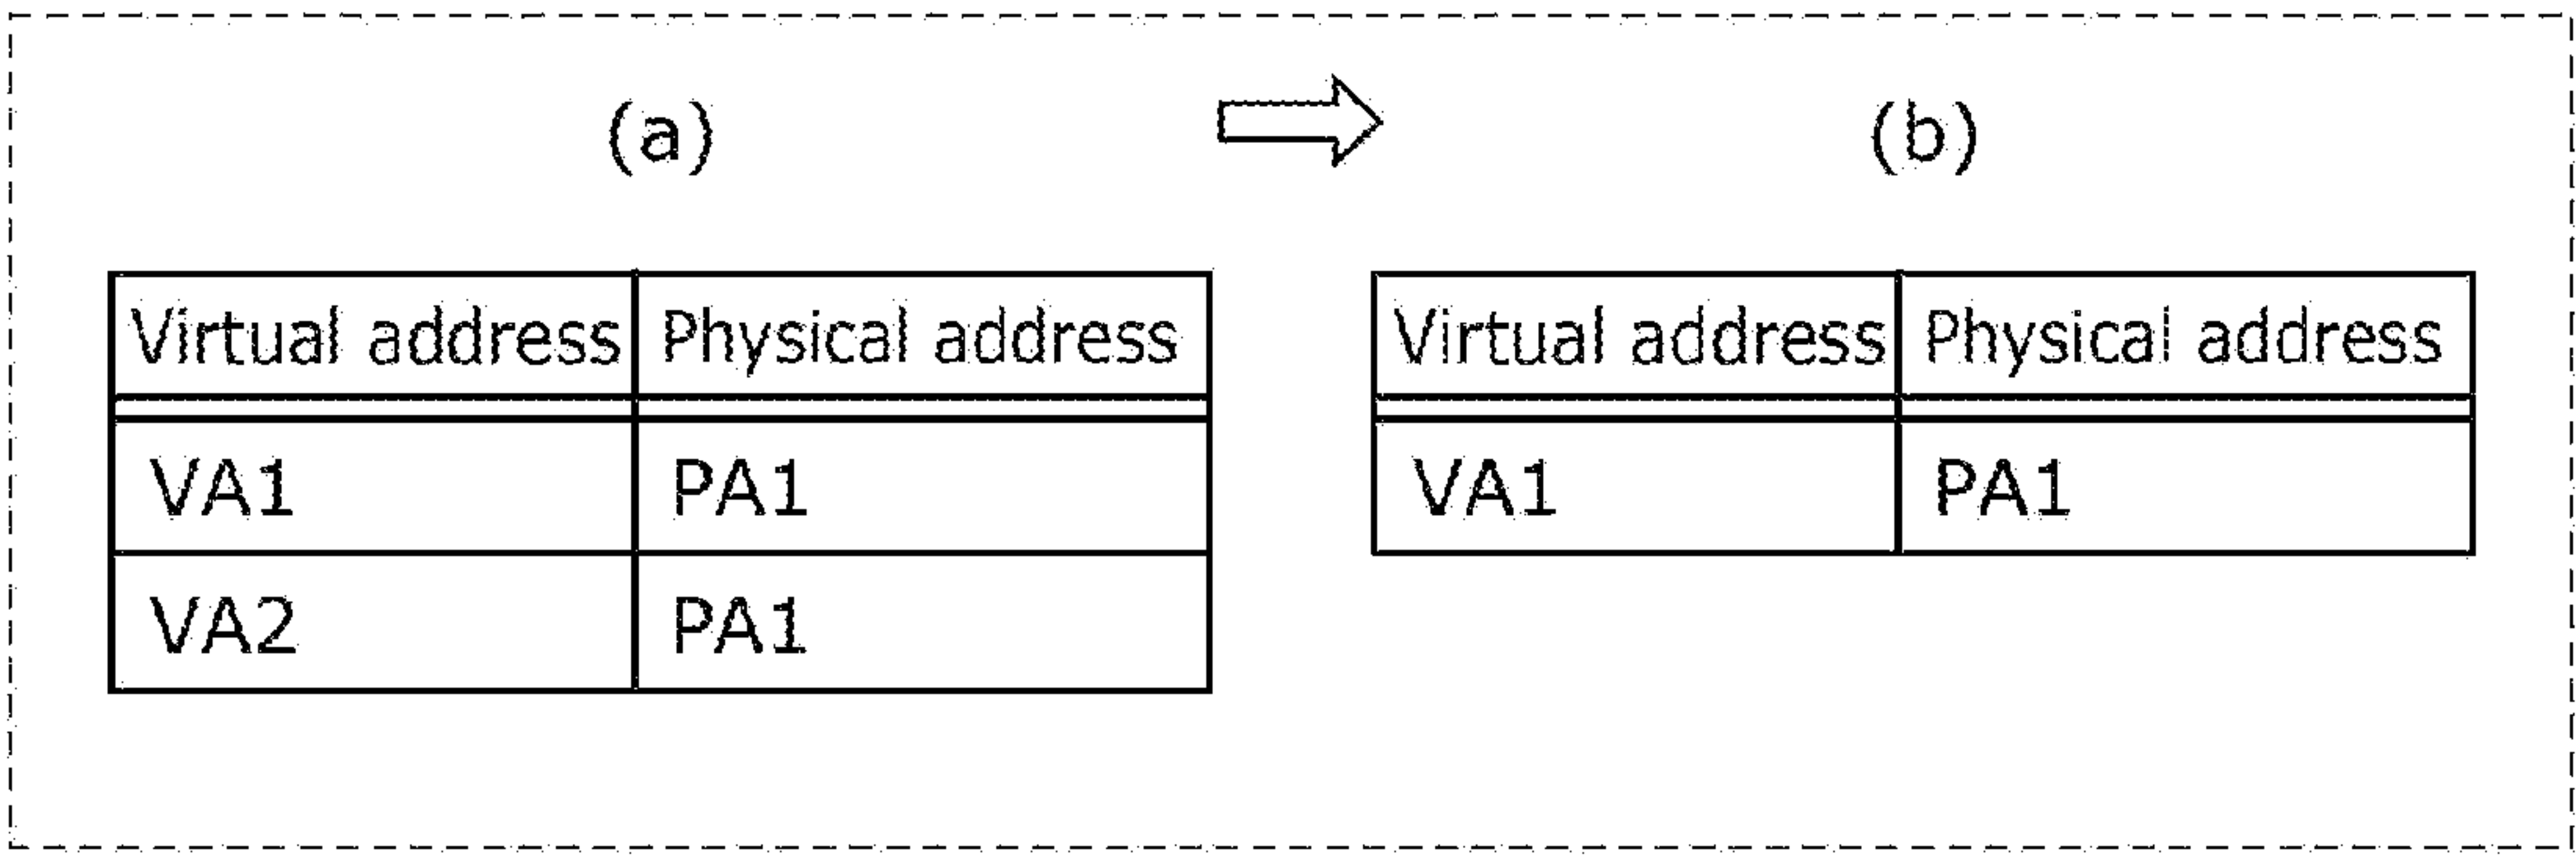 (a)
(b)
Virtual address Physical address
VA1 PA1
VA2 PA1
Virtual address Physical address
VA1 PA1